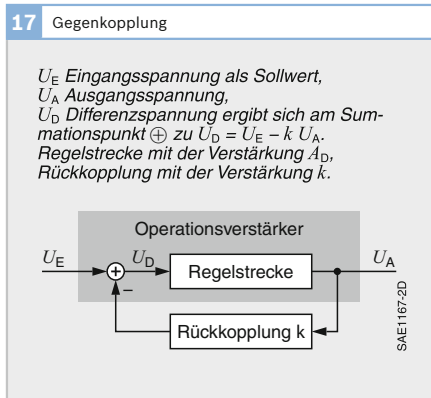 17 Gegenkopplung
U_E Eingangsspannung als Sollwert,
U_A Ausgangsspannung,
U_D Differenzspannung ergibt sich am Sum-
mationspunkt ⊕ zu U_D = U_E – k U_A.
Regelstrecke mit der Verstärkung A_D,
Rückkopplung mit der Verstärkung k.
Operationsverstärker
U_E + U_D Regelstrecke U_A
–
Rückkopplung k
SAE1167-2D